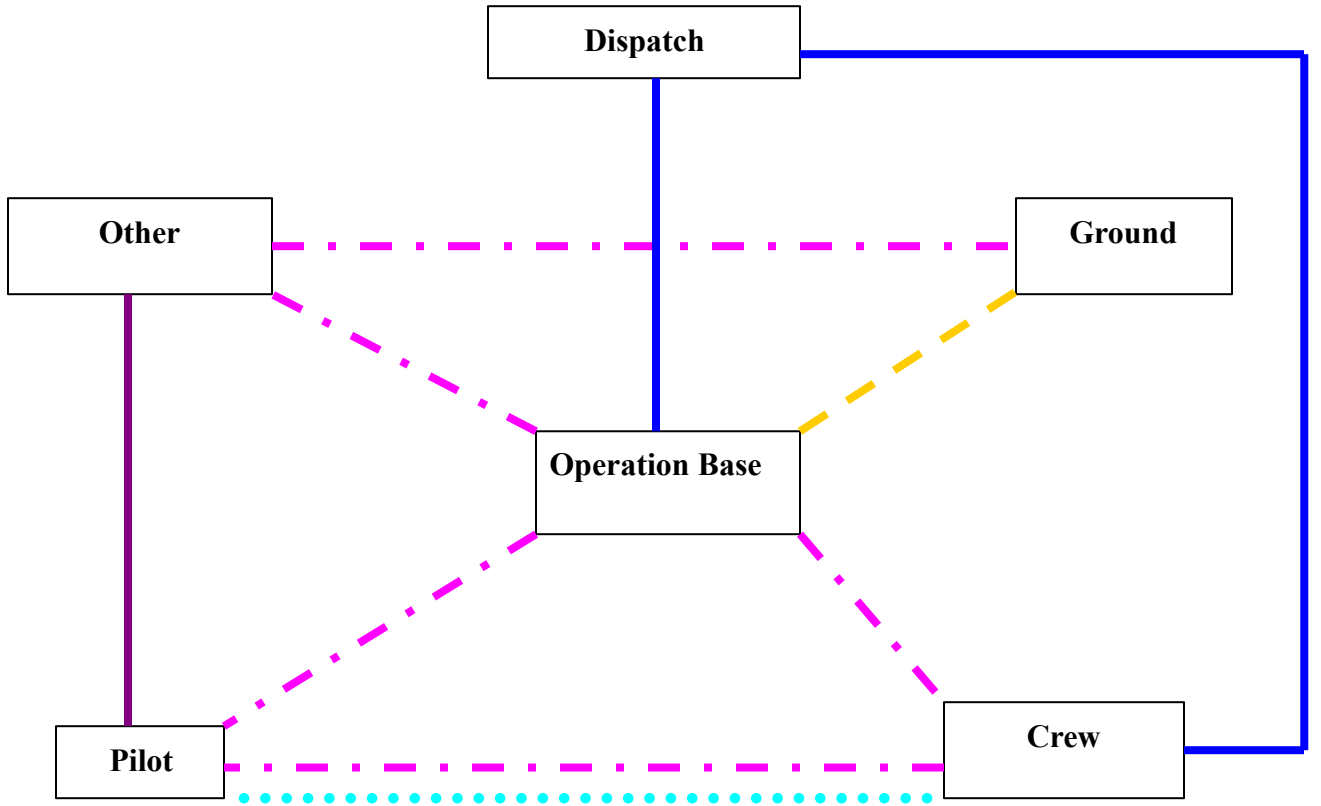 Dispatch
Other
Ground
Operation Base
Crew
Pilot